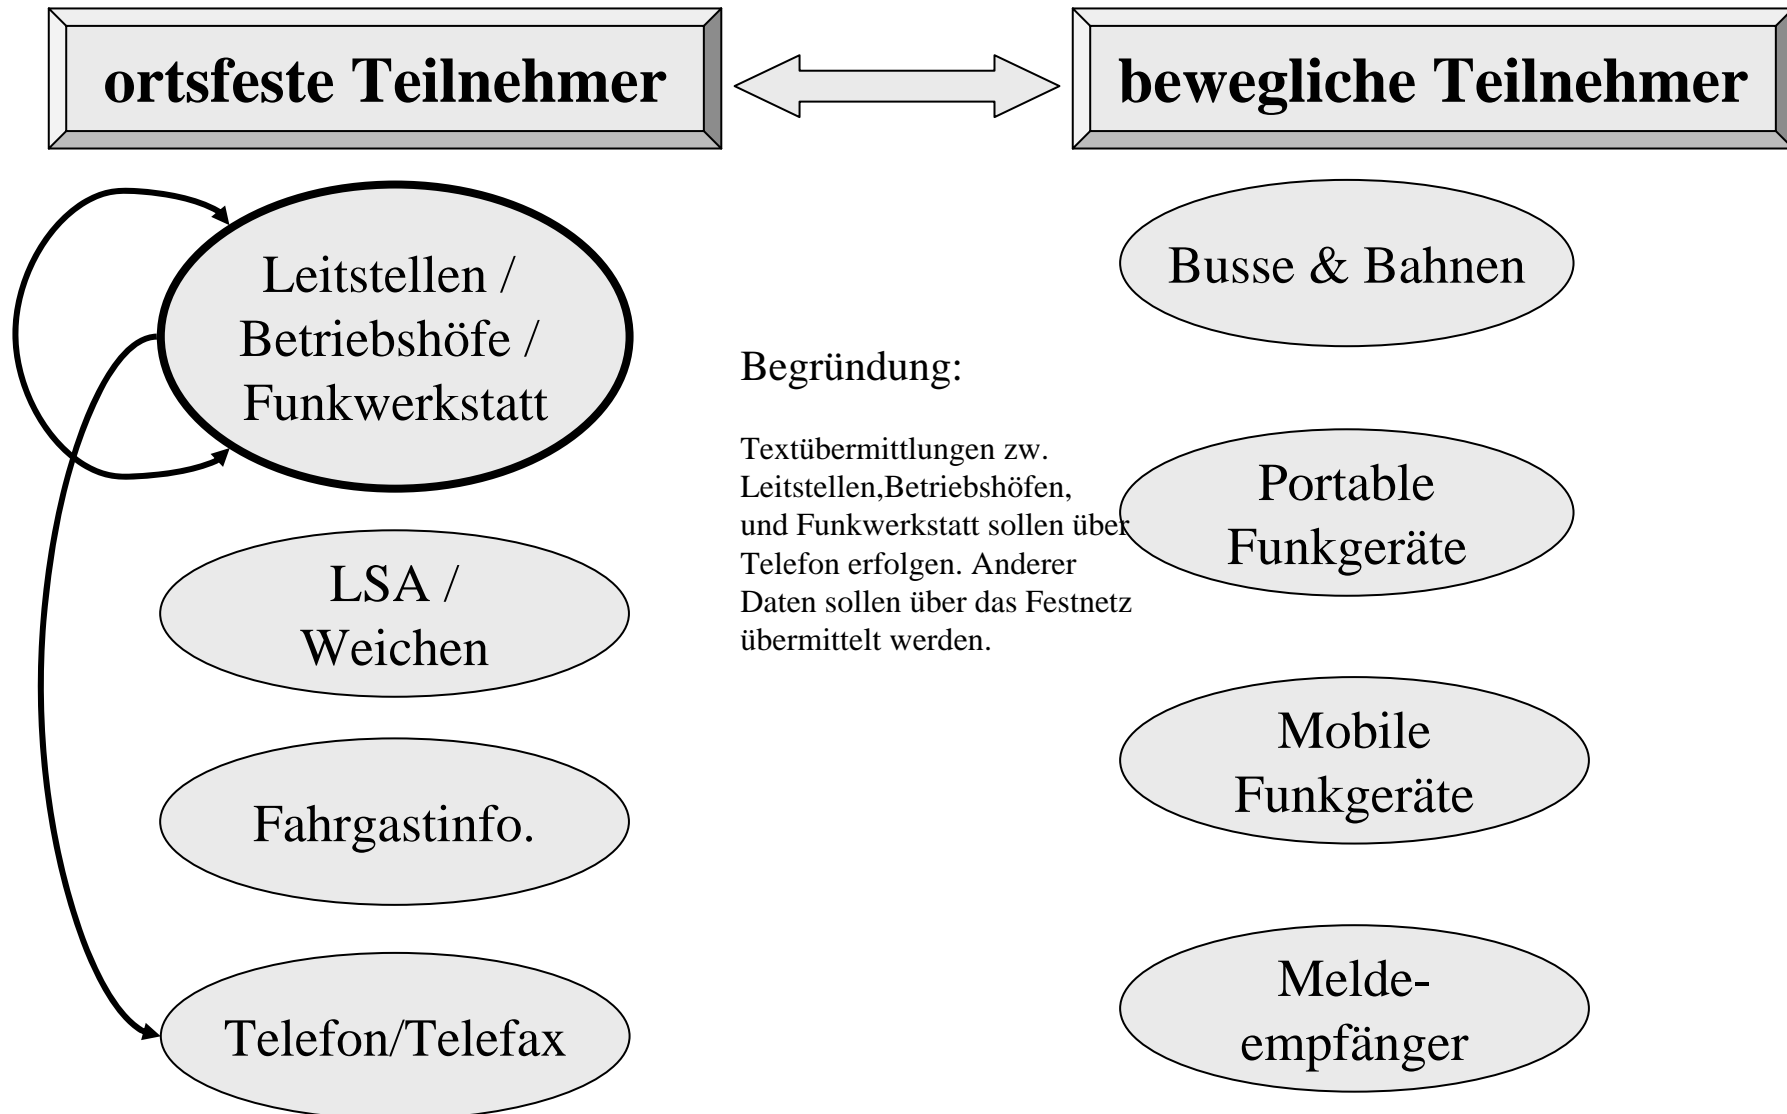 ortsfeste Teilnehmer
bewegliche Teilnehmer
Leitstellen /
Betriebshöfe /
Funkwerkstatt
LSA /
Weichen
Fahrgastinfo.
Telefon/Telefax
Begründung:
Textübermittlungen zw.
Leitstellen,Betriebshöfen,
und Funkwerkstatt sollen über
Telefon erfolgen. Anderer
Daten sollen über das Festnetz
übermittelt werden.
Busse & Bahnen
Portable
Funkgeräte
Mobile
Funkgeräte
Melde-
empfänger